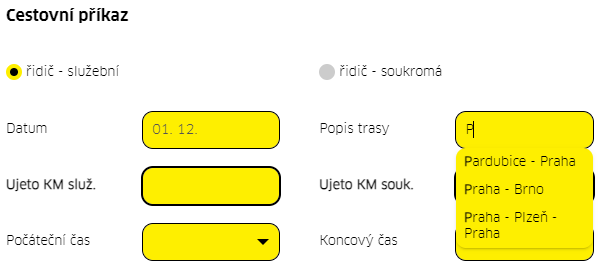 Cestovní příkaz
řidič - služební řidič - soukromá
Datum 01. 12. Popis trasy P
Pardubice - Praha
Ujeto KM služ. Ujeto KM souk.
Praha - Brno
Praha - Plzeň -
Praha
Počáteční čas Koncový čas